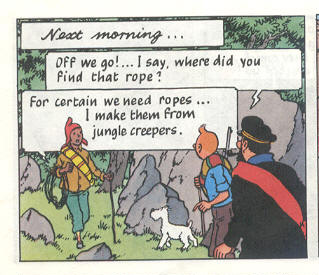 Next morning...
Off we go!... I say, where did you
find that rope?
For certain we need ropes ...
I make them from
jungle creepers.